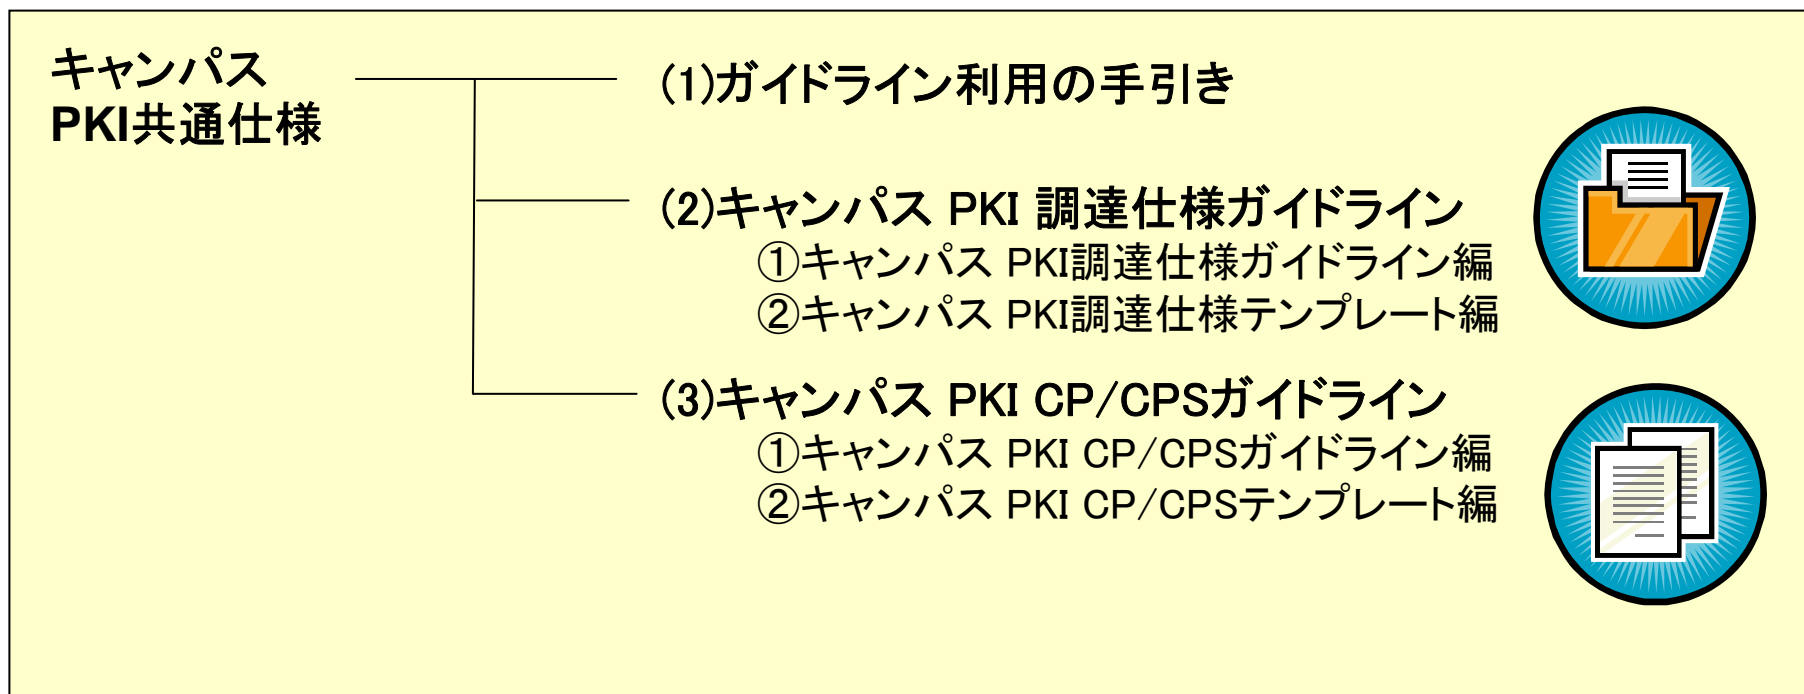 キャンパス
PKI共通仕様
(1)ガイドライン利用の手引き
(2)キャンパス PKI 調達仕様ガイドライン
①キャンパス PKI調達仕様ガイドライン編
②キャンパス PKI調達仕様テンプレート編
(3)キャンパス PKI CP/CPSガイドライン
①キャンパス PKI CP/CPSガイドライン編
②キャンパス PKI CP/CPSテンプレート編